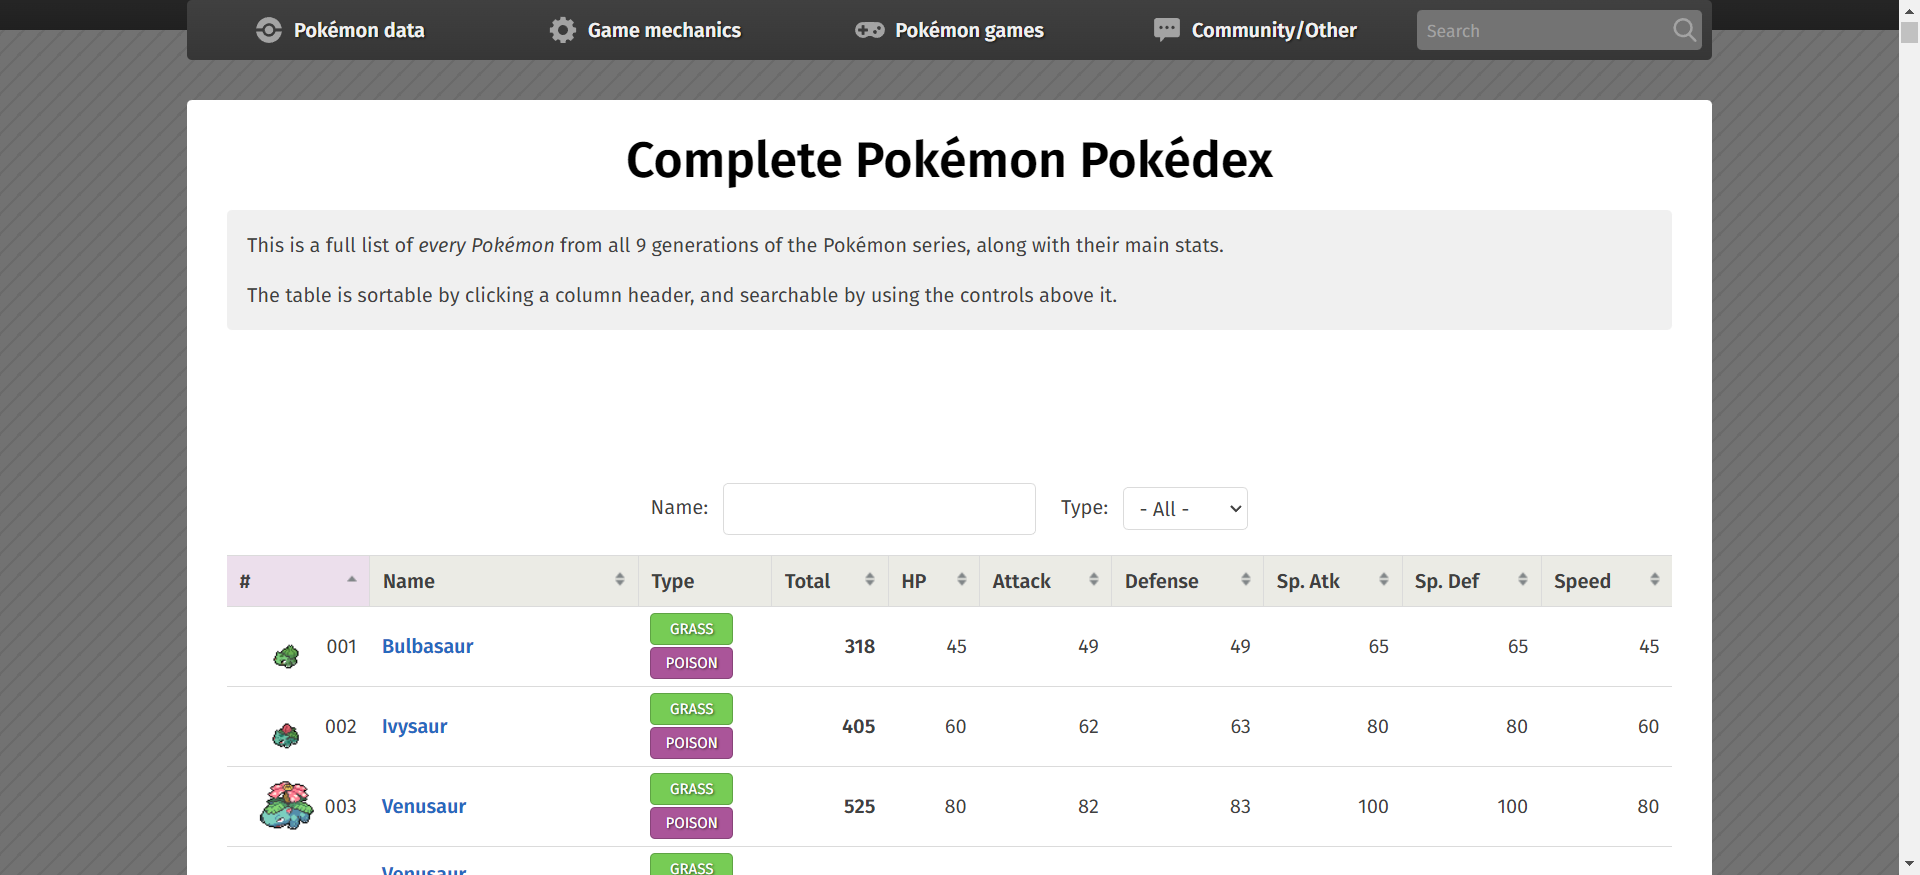 Pokémon data Game mechanics Pokémon games Community/Other Search
Complete Pokémon Pokédex
This is a full list of every Pokémon from all 9 generations of the Pokémon series, along with their main stats.
The table is sortable by clicking a column header, and searchable by using the controls above it.
Name: Type: - All -
# Name Type Total HP Attack Defense Sp. Atk Sp. Def Speed
001 Bulbasaur GRASS POISON 318 45 49 49 65 65 45
002 Ivysaur GRASS POISON 405 60 62 63 80 80 60
003 Venusaur GRASS POISON 525 80 82 83 100 100 80
Venusaur GRASS